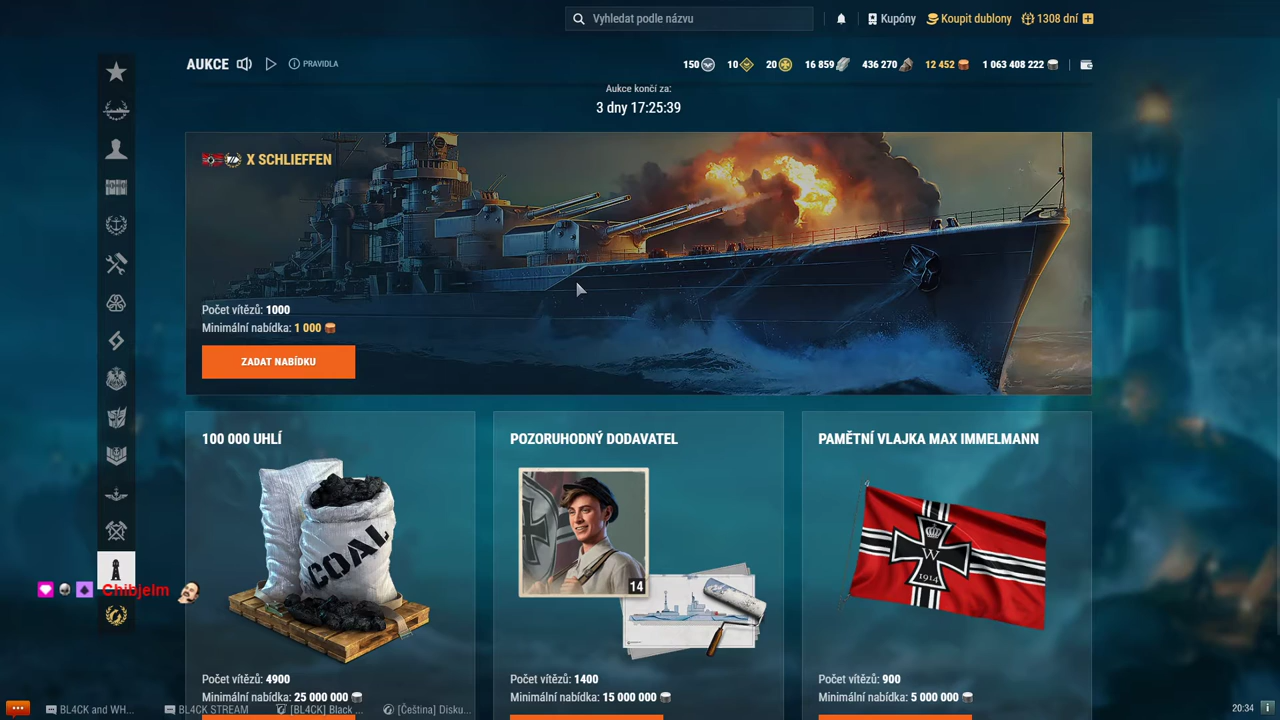 Vyhledat podle názvu
Kupóny
Koupit dublony
1308 dní
AUKCE
PRAVIDLA
150
10
20
16 859
436 270
12 452
1 063 408 222
Aukce končí za:
3 dny 17:25:39
X SCHLIEFFEN
Počet vítězů: 1000
Minimální nabídka: 1 000
ZADAT NABÍDKU
100 000 UHLÍ
COAL
Počet vítězů: 4900
Minimální nabídka: 25 000 000
POZORUHODNÝ DODAVATEL
14
Počet vítězů: 1400
Minimální nabídka: 15 000 000
PAMĚTNÍ VLAJKA MAX IMMELMANN
W
1914
Počet vítězů: 900
Minimální nabídka: 5 000 000
Chibjelm
BL4CK and WH...
BL4CK STREAM
[BL4CK] Black ...
[Čeština] Disku...
20:34